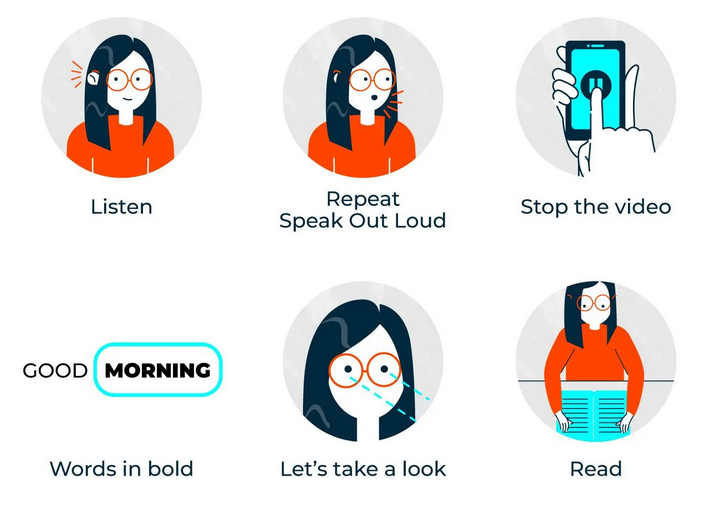 Listen
Repeat
Speak Out Loud
Stop the video
GOOD MORNING
Words in bold
Let's take a look
Read